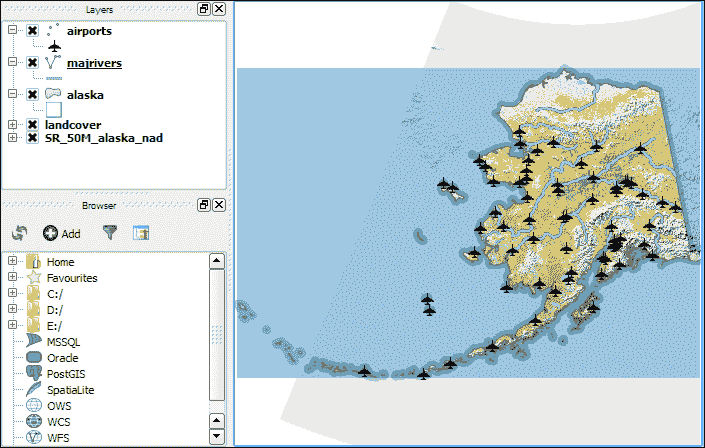 Layers
airports
majrivers
alaska
landcover
SR_50M_alaska_nad
Browser
Add
Home
Favourites
C:/
D:/
E:/
MSSQL
Oracle
PostGIS
SpatiaLite
OWS
WCS
WFS